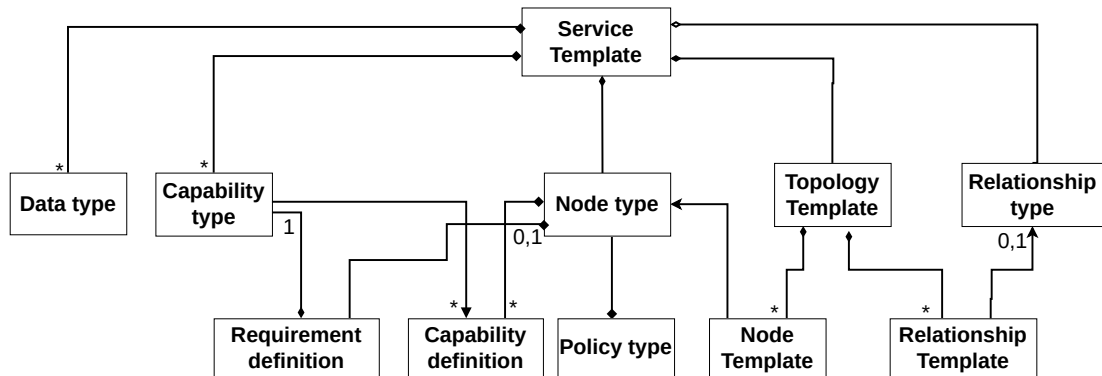 Service
Template
*
*
Data type
Capability
type
Node type
Topology
Template
Relationship
type
1
0,1
0,1
*
*
*
*
Requirement
definition
Capability
definition
Policy type
Node
Template
Relationship
Template